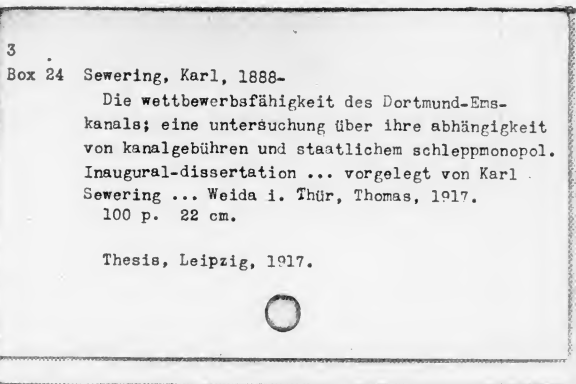 3
Box 24 Sewering, Karl, 1888-
Die wettbewerbsfähigkeit des Dortmund-Ems-
kanals; eine untersuchung über ihre abhängigkeit
von kanalgebühren und staatlichem schleppmonopol.
Inaugural-dissertation ... vorgelegt von Karl
Sewering ... Weida i. Thür, Thomas, 1917.
100 p. 22 cm.
Thesis, Leipzig, 1917.